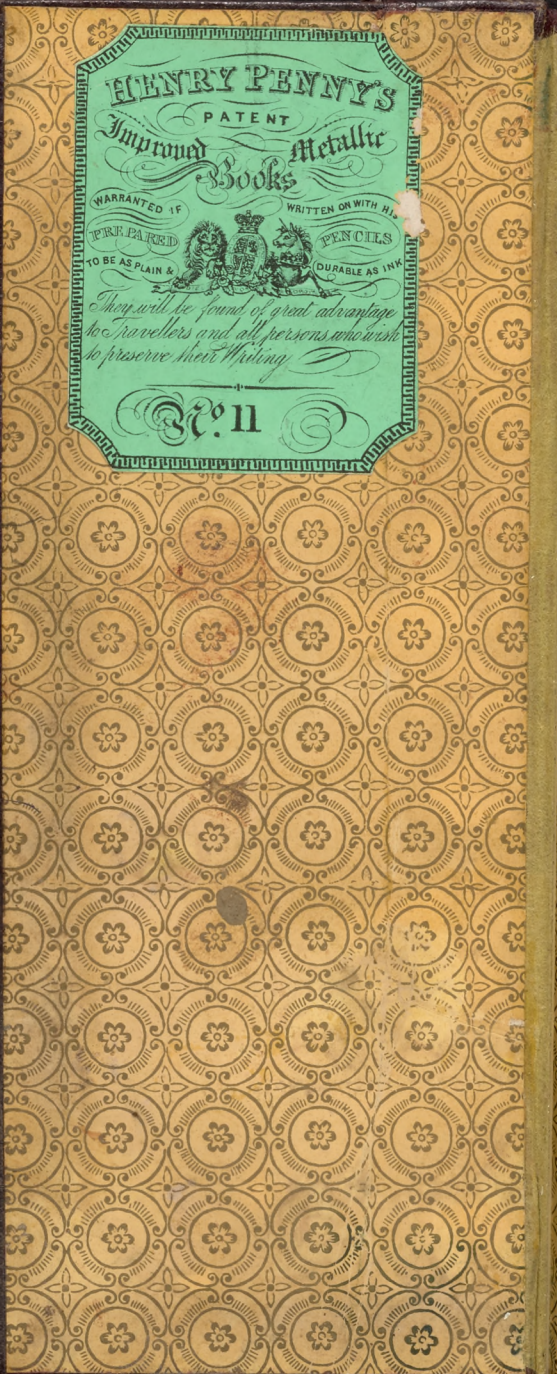 HENRY PENNY'S
PATENT
Improved Metallic
Books
WARRANTED IF WRITTEN ON WITH HIS
PREPARED PENCILS
TO BE AS PLAIN & DURABLE AS INK
They will be found of great advantage
to Travellers and all persons who wish
to preserve their Writing
No. 11